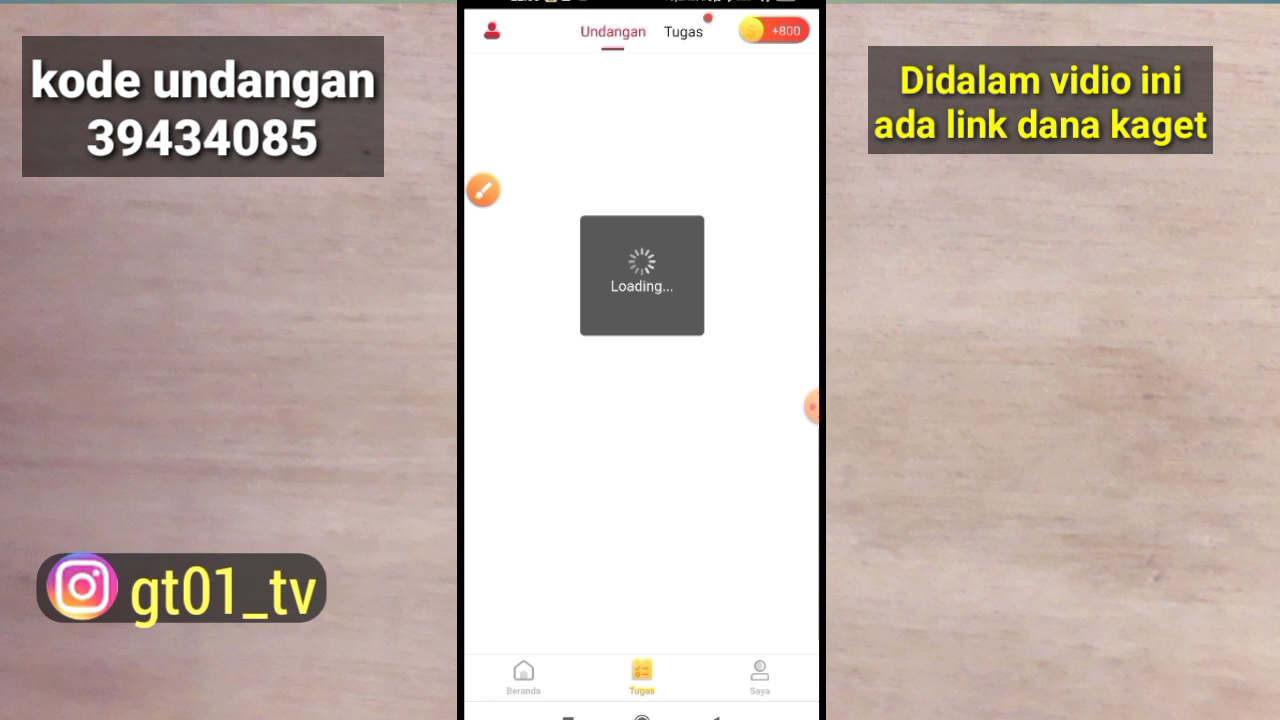 kode undangan
39434085
Undangan Tugas +800
Didalam vidio ini
ada link dana kaget
Loading...
gt01_tv
Beranda Tugas Saya